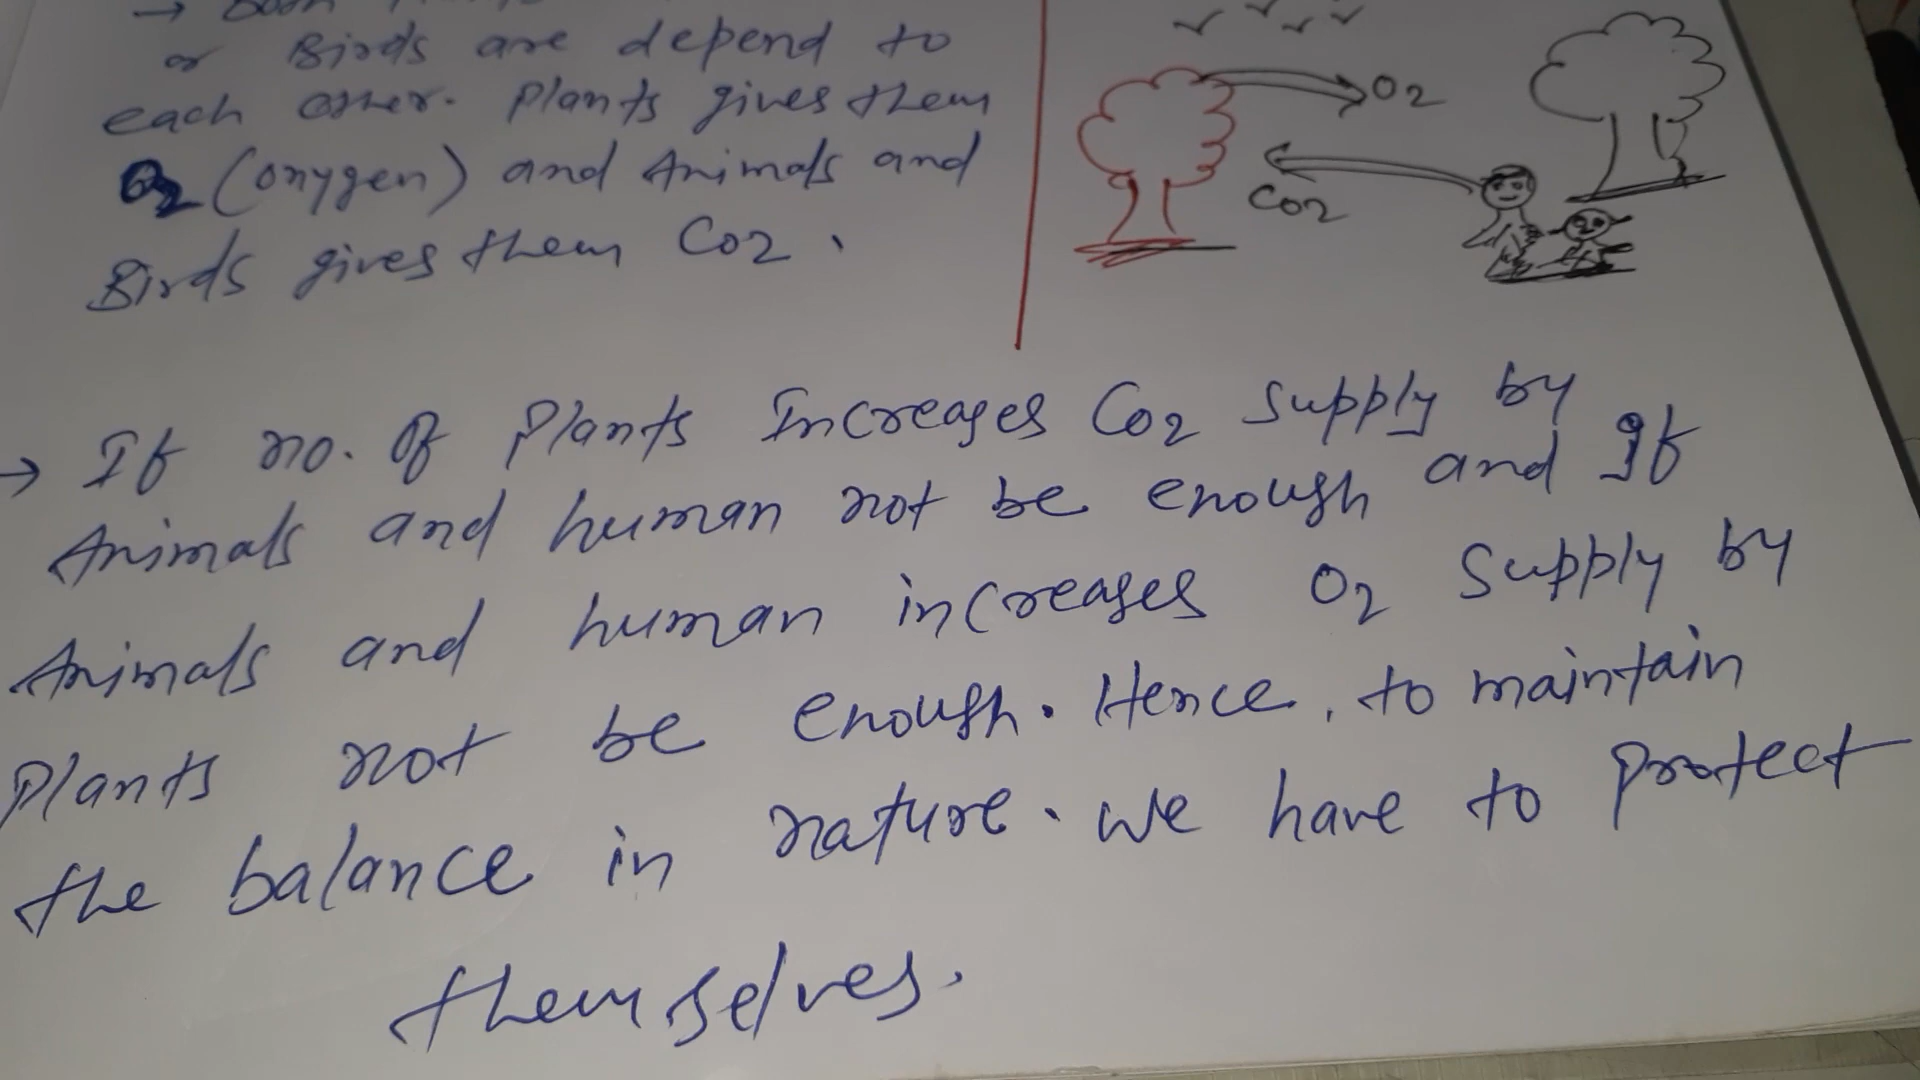 → Both
or Birds are depend to
each other. Plants gives them
O2 (oxygen) and Animals and
Birds gives them CO2.
O2
CO2
→ If no. of Plants Increases CO2 Supply by
Animals and human not be enough and If
Animals and human increases O2 Supply by
Plants not be enough. Hence, to maintain
the balance in nature. We have to Protect
themselves.